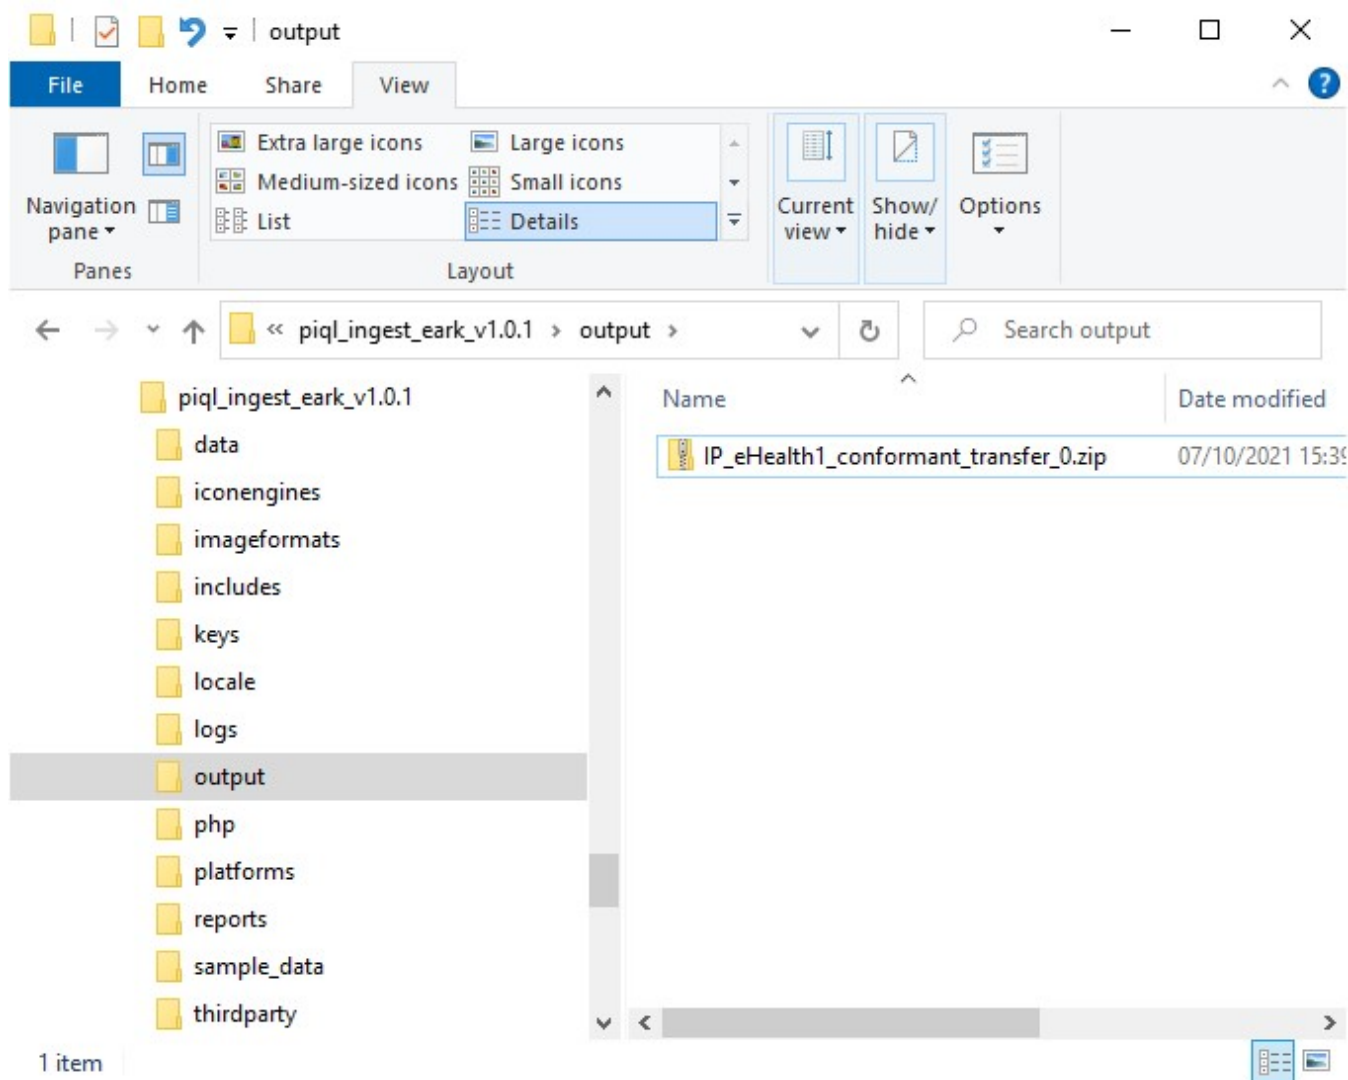 output
File Home Share View
Extra large icons Large icons
Medium-sized icons Small icons
List Details
Navigation pane
Current view
Show/ hide
Options
Panes Layout
« piql_ingest_eark_v1.0.1 > output >
Search output
piql_ingest_eark_v1.0.1
data
iconengines
imageformats
includes
keys
locale
logs
output
php
platforms
reports
sample_data
thirdparty
Name Date modified
IP_eHealth1_conformant_transfer_0.zip 07/10/2021 15:39
1 item